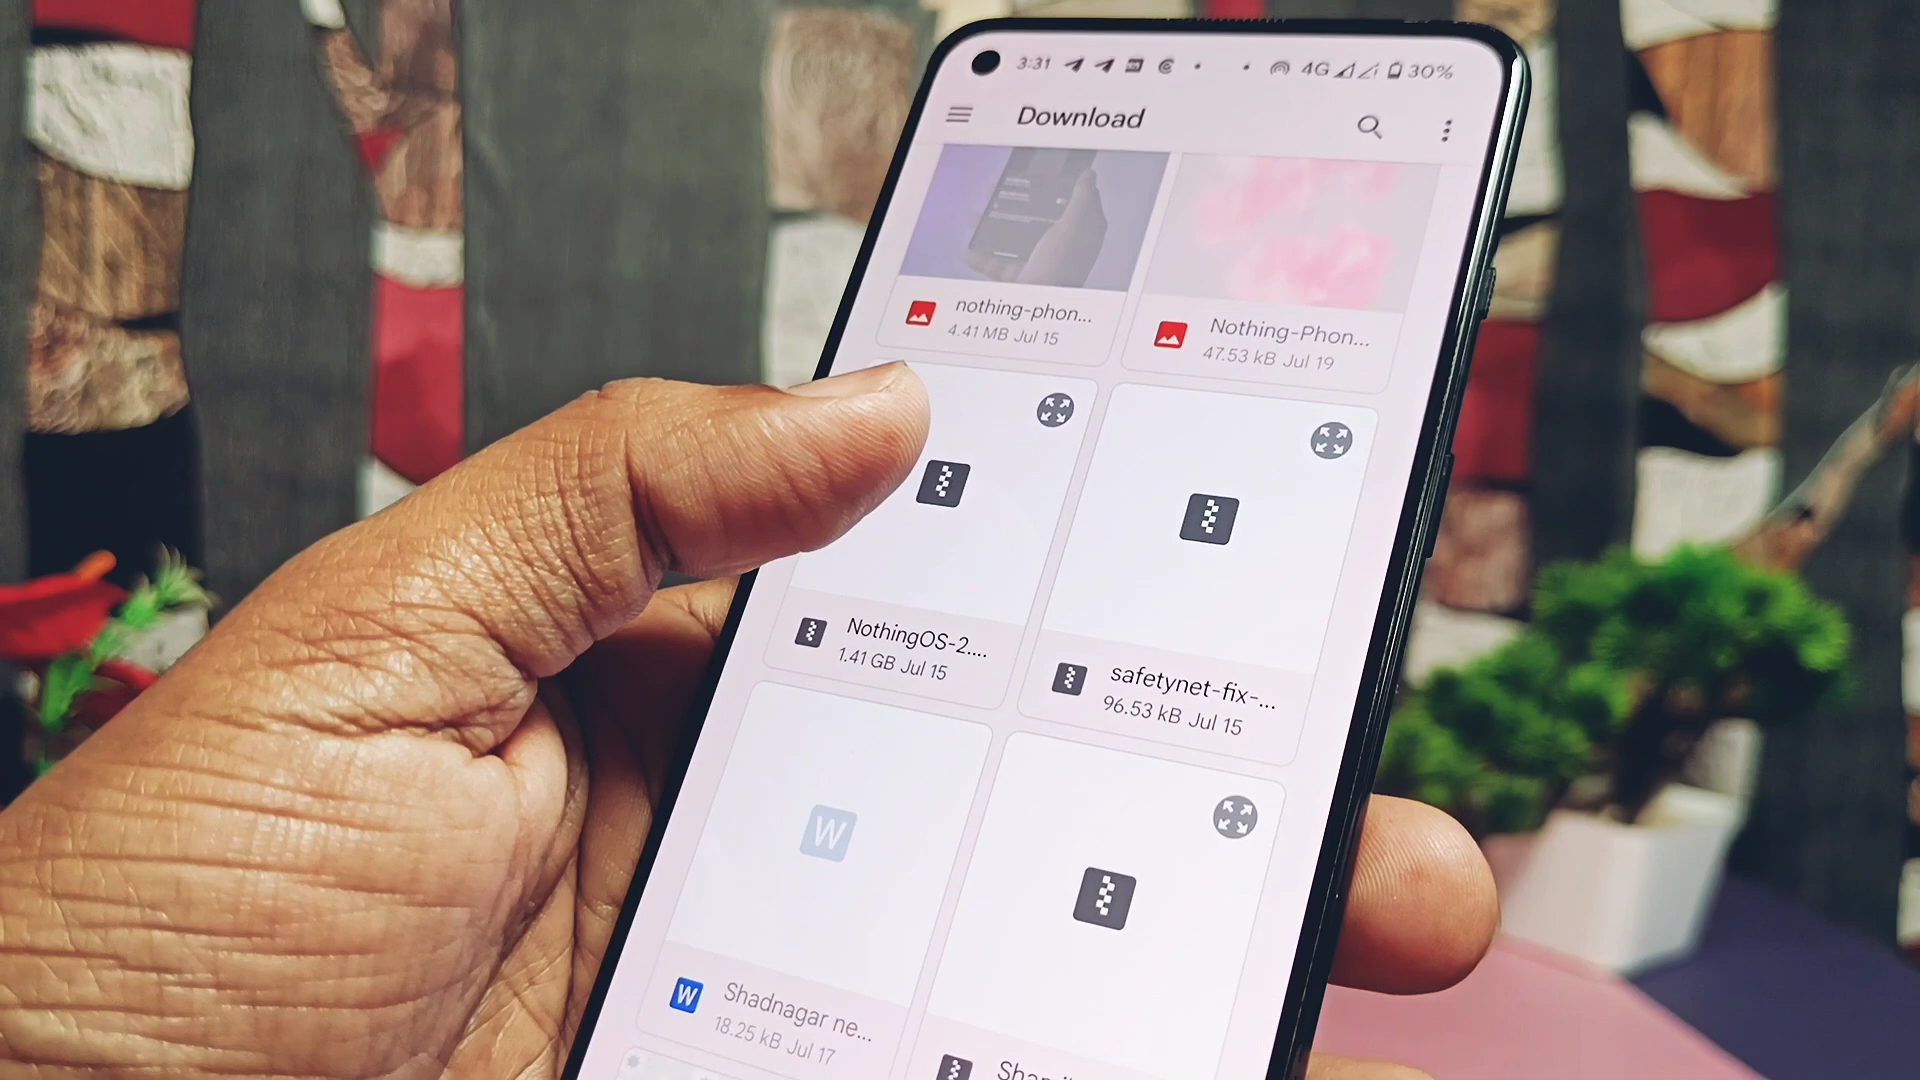 3:31 4G 30%
Download
nothing-phon...
4.41 MB Jul 15
Nothing-Phon...
47.53 kB Jul 19
NothingOS-2....
1.41 GB Jul 15
safetynet-fix-...
96.53 kB Jul 15
W
W
Shadnagar ne...
18.25 kB Jul 17